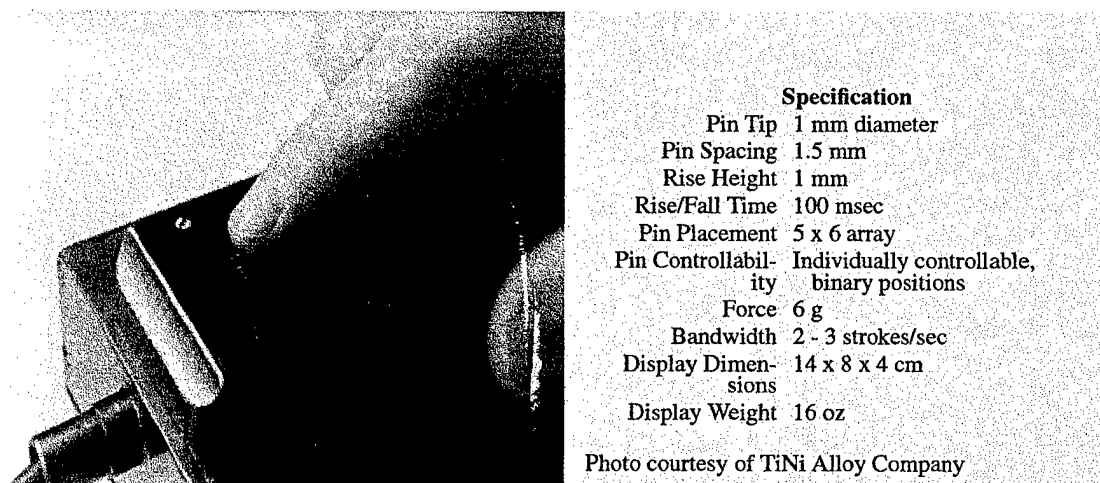 Specification
Pin Tip 1 mm diameter
Pin Spacing 1.5 mm
Rise Height 1 mm
Rise/Fall Time 100 msec
Pin Placement 5 x 6 array
Pin Controllabil- Individually controllable,
ity binary positions
Force 6 g
Bandwidth 2 - 3 strokes/sec
Display Dimen- 14 x 8 x 4 cm
sions
Display Weight 16 oz
Photo courtesy of TiNi Alloy Company